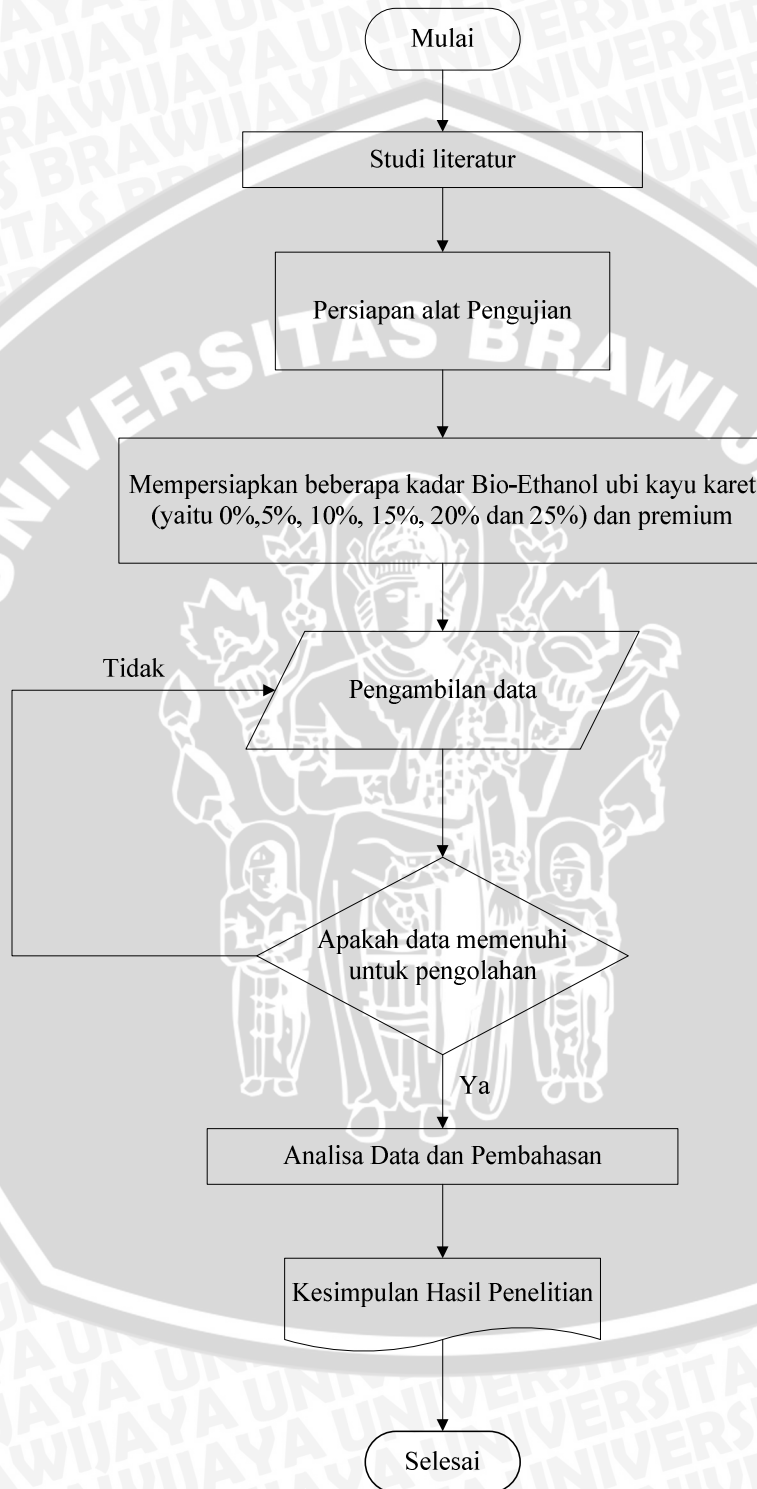 Mulai
Studi literatur
UNIVERSITAS BRAWIJA
Persiapan alat Pengujian
Mempersiapkan beberapa kadar Bio-Ethanol ubi kayu karet
(yaitu 0%,5%, 10%, 15%, 20% dan 25%) dan premium
Tidak
Pengambilan data
Apakah data memenuhi
untuk pengolahan
Ya
Analisa Data dan Pembahasan
Kesimpulan Hasil Penelitian
Selesai